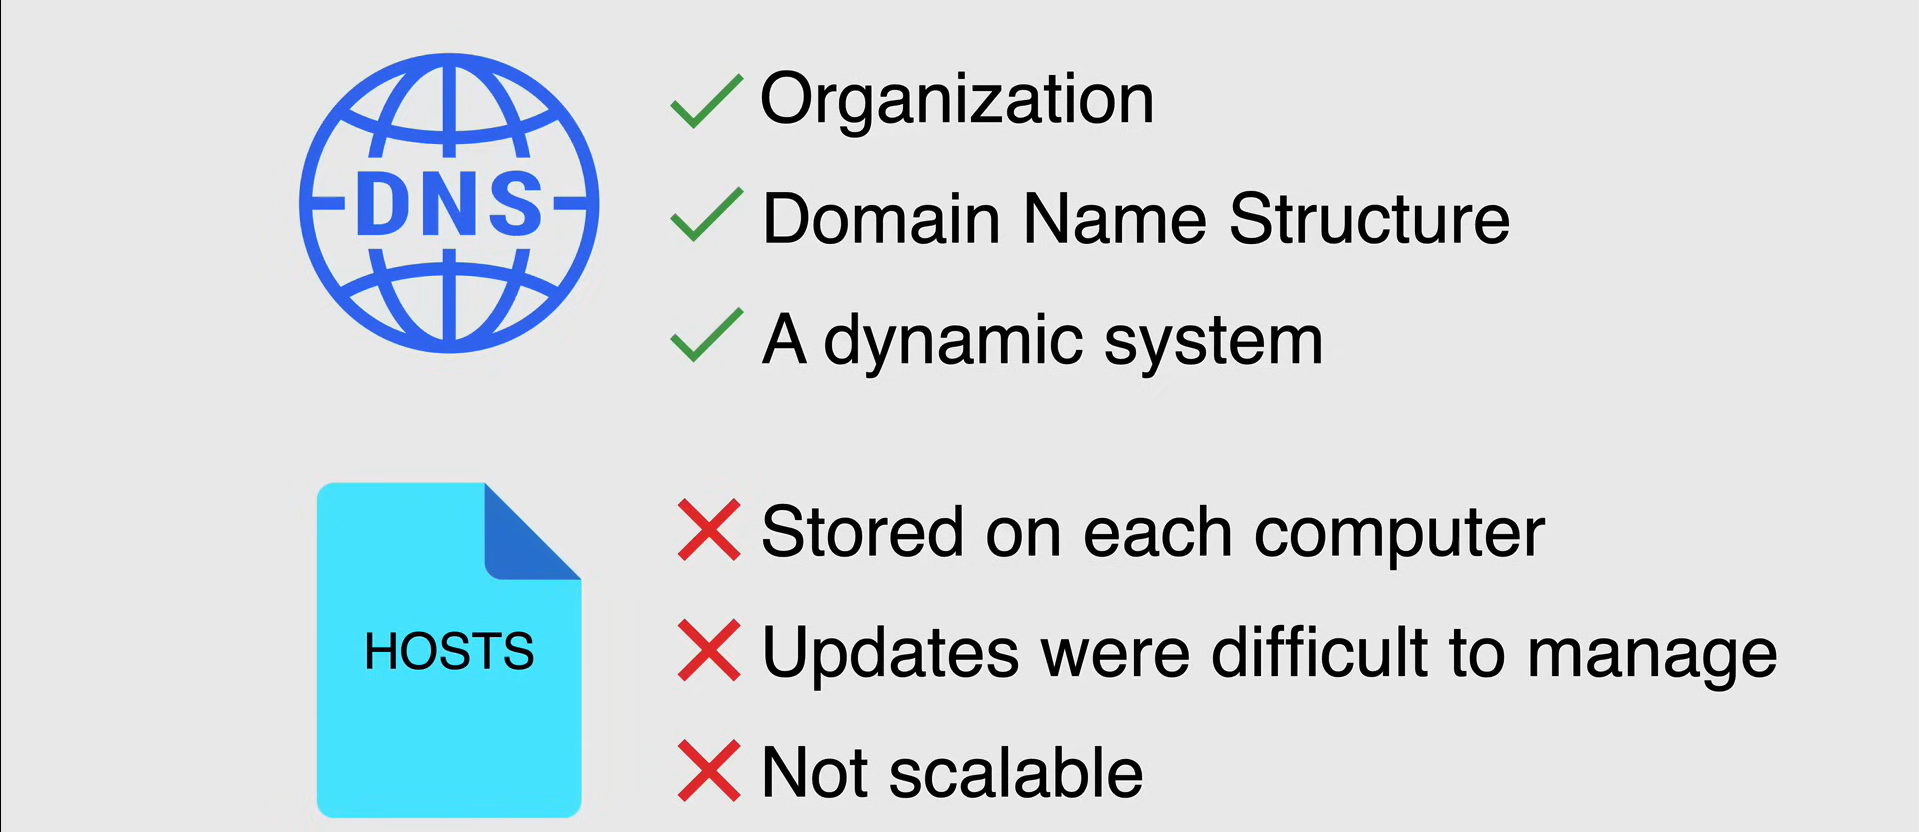 DNS
Organization
Domain Name Structure
A dynamic system
HOSTS
Stored on each computer
Updates were difficult to manage
Not scalable